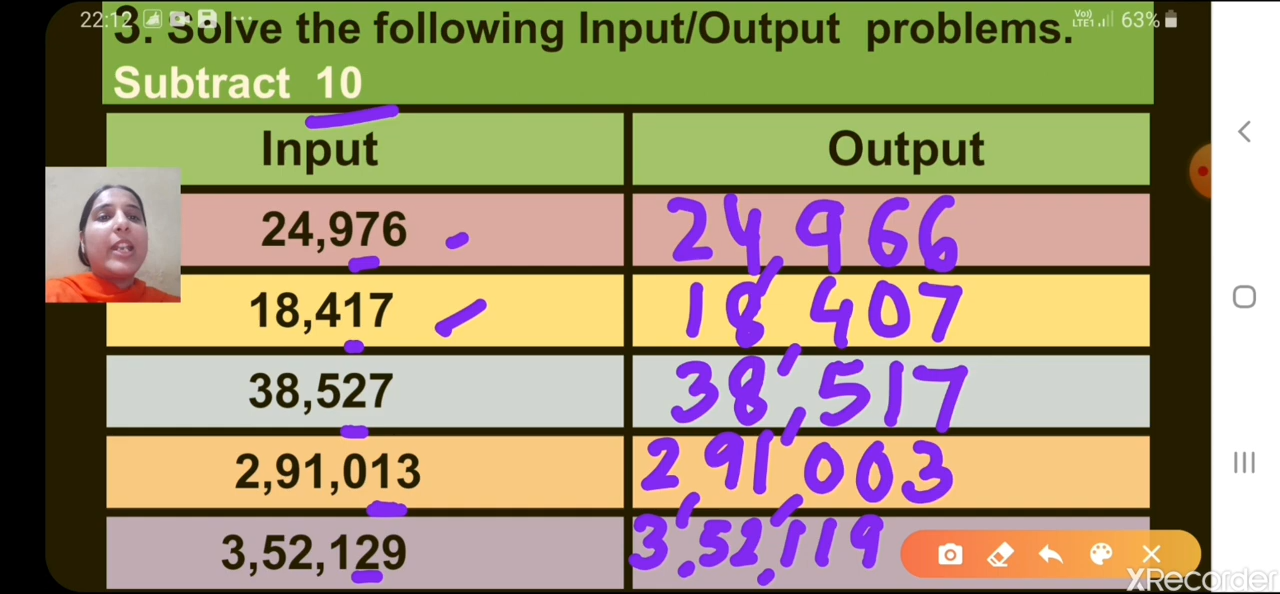 22:12 Vo)) LTE1 63%
3. Solve the following Input/Output problems.
Subtract 10
Input Output
24,976 24,966
18,417 18,407
38,527 38,517
2,91,013 2,91,003
3,52,129 3,52,119
XRecorder